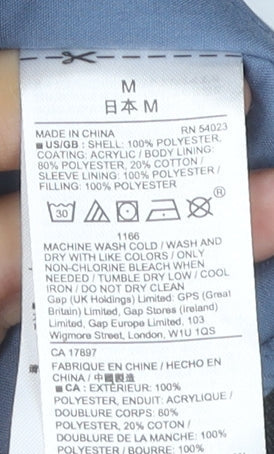 M
日本 M
MADE IN CHINA RN 54023
■ US/GB : SHELL: 100% POLYESTER,
COATING: ACRYLIC / BODY LINING:
80% POLYESTER, 20% COTTON /
SLEEVE LINING: 100% POLYESTER /
FILLING: 100% POLYESTER
30 ®
1166
MACHINE WASH COLD / WASH AND
DRY WITH LIKE COLORS / ONLY
NON-CHLORINE BLEACH WHEN
NEEDED / TUMBLE DRY LOW / COOL
IRON / DO NOT DRY CLEAN
Gap (UK Holdings) Limited: GPS (Great
Britain) Limited, Gap Stores (Ireland)
Limited, Gap Europe Limited, 103
Wigmore Street, London, W1U 1QS
CA 17897
FABRIQUÉ EN CHINE / HECHO EN
CHINA / 中國製造
■ CA : EXTÉRIEUR: 100%
POLYESTER, ENDUIT: ACRYLIQUE /
DOUBLURE CORPS: 80%
POLYESTER, 20% COTON /
DOUBLURE DE LA MANCHE: 100%
POLYESTER / BOURRE: 100%